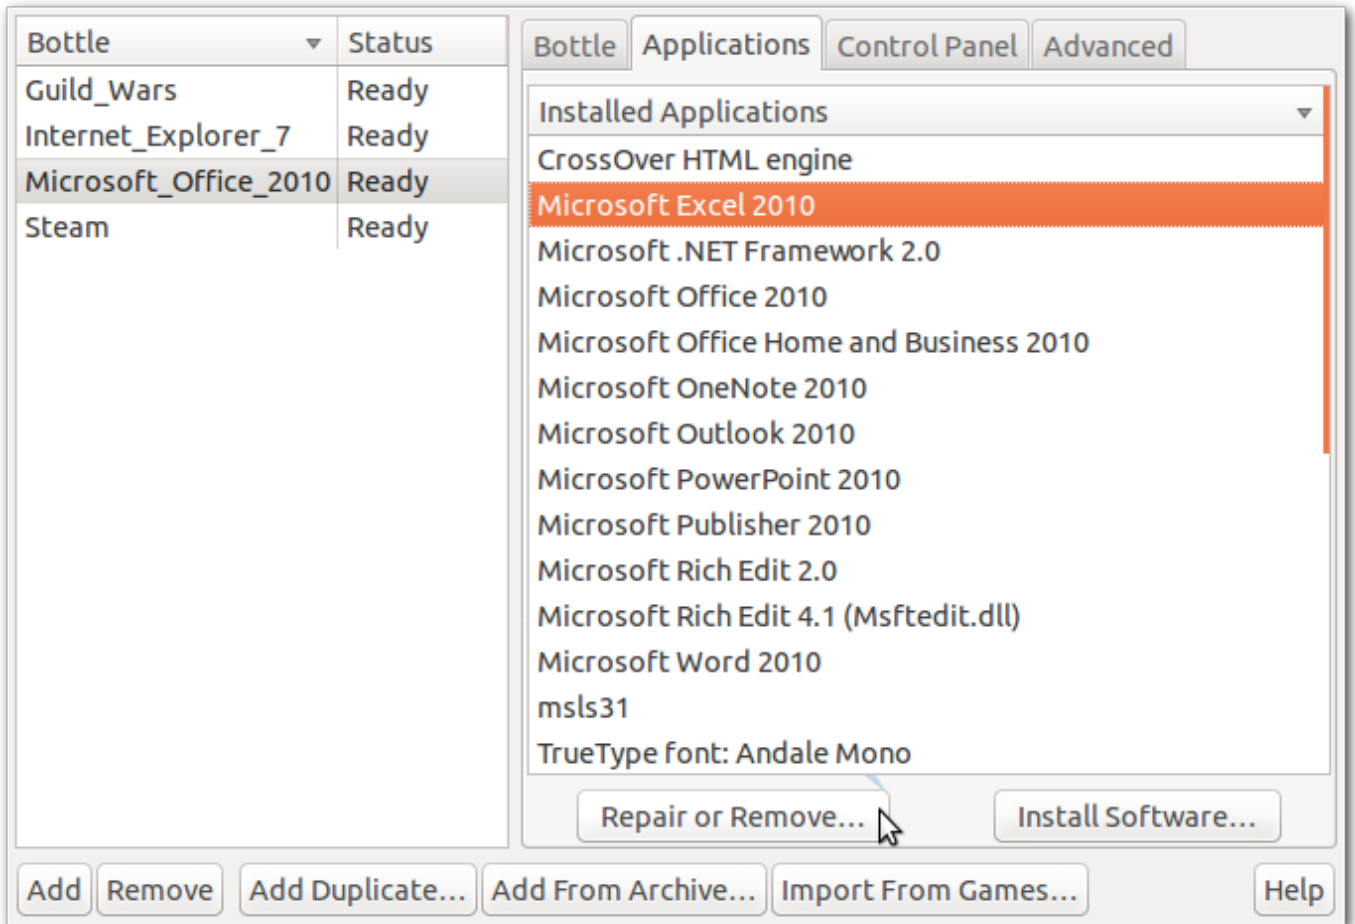 Bottle Status
Guild_Wars Ready
Internet_Explorer_7 Ready
Microsoft_Office_2010 Ready
Steam Ready
Bottle Applications Control Panel Advanced
Installed Applications
CrossOver HTML engine
Microsoft Excel 2010
Microsoft .NET Framework 2.0
Microsoft Office 2010
Microsoft Office Home and Business 2010
Microsoft OneNote 2010
Microsoft Outlook 2010
Microsoft PowerPoint 2010
Microsoft Publisher 2010
Microsoft Rich Edit 2.0
Microsoft Rich Edit 4.1 (Msftedit.dll)
Microsoft Word 2010
msls31
TrueType font: Andale Mono
Repair or Remove... Install Software...
Add Remove Add Duplicate... Add From Archive... Import From Games... Help